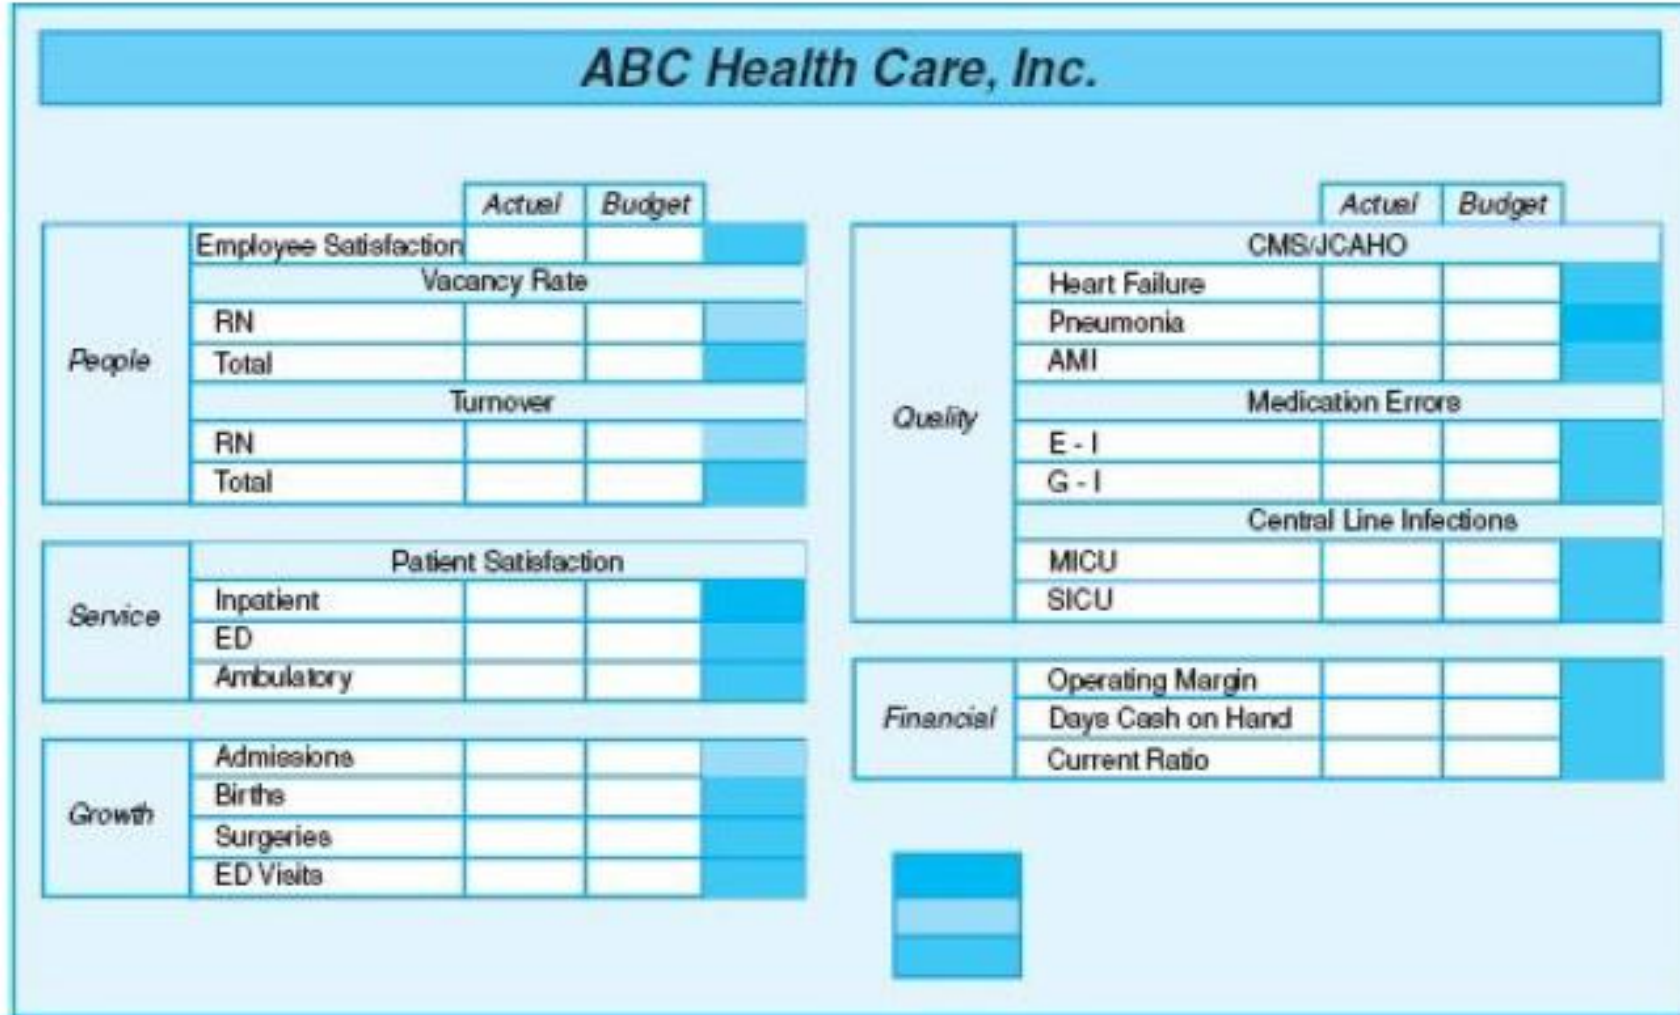 ABC Health Care, Inc.
Actual Budget
People
Employee Satisfaction
Vacancy Rate
RN
Total
Turnover
RN
Total
Service
Patient Satisfaction
Inpatient
ED
Ambulatory
Growth
Admissions
Births
Surgeries
ED Visits
Actual Budget
Quality
CMS/JCAHO
Heart Failure
Pneumonia
AMI
Medication Errors
E - I
G - I
Central Line Infections
MICU
SICU
Financial
Operating Margin
Days Cash on Hand
Current Ratio